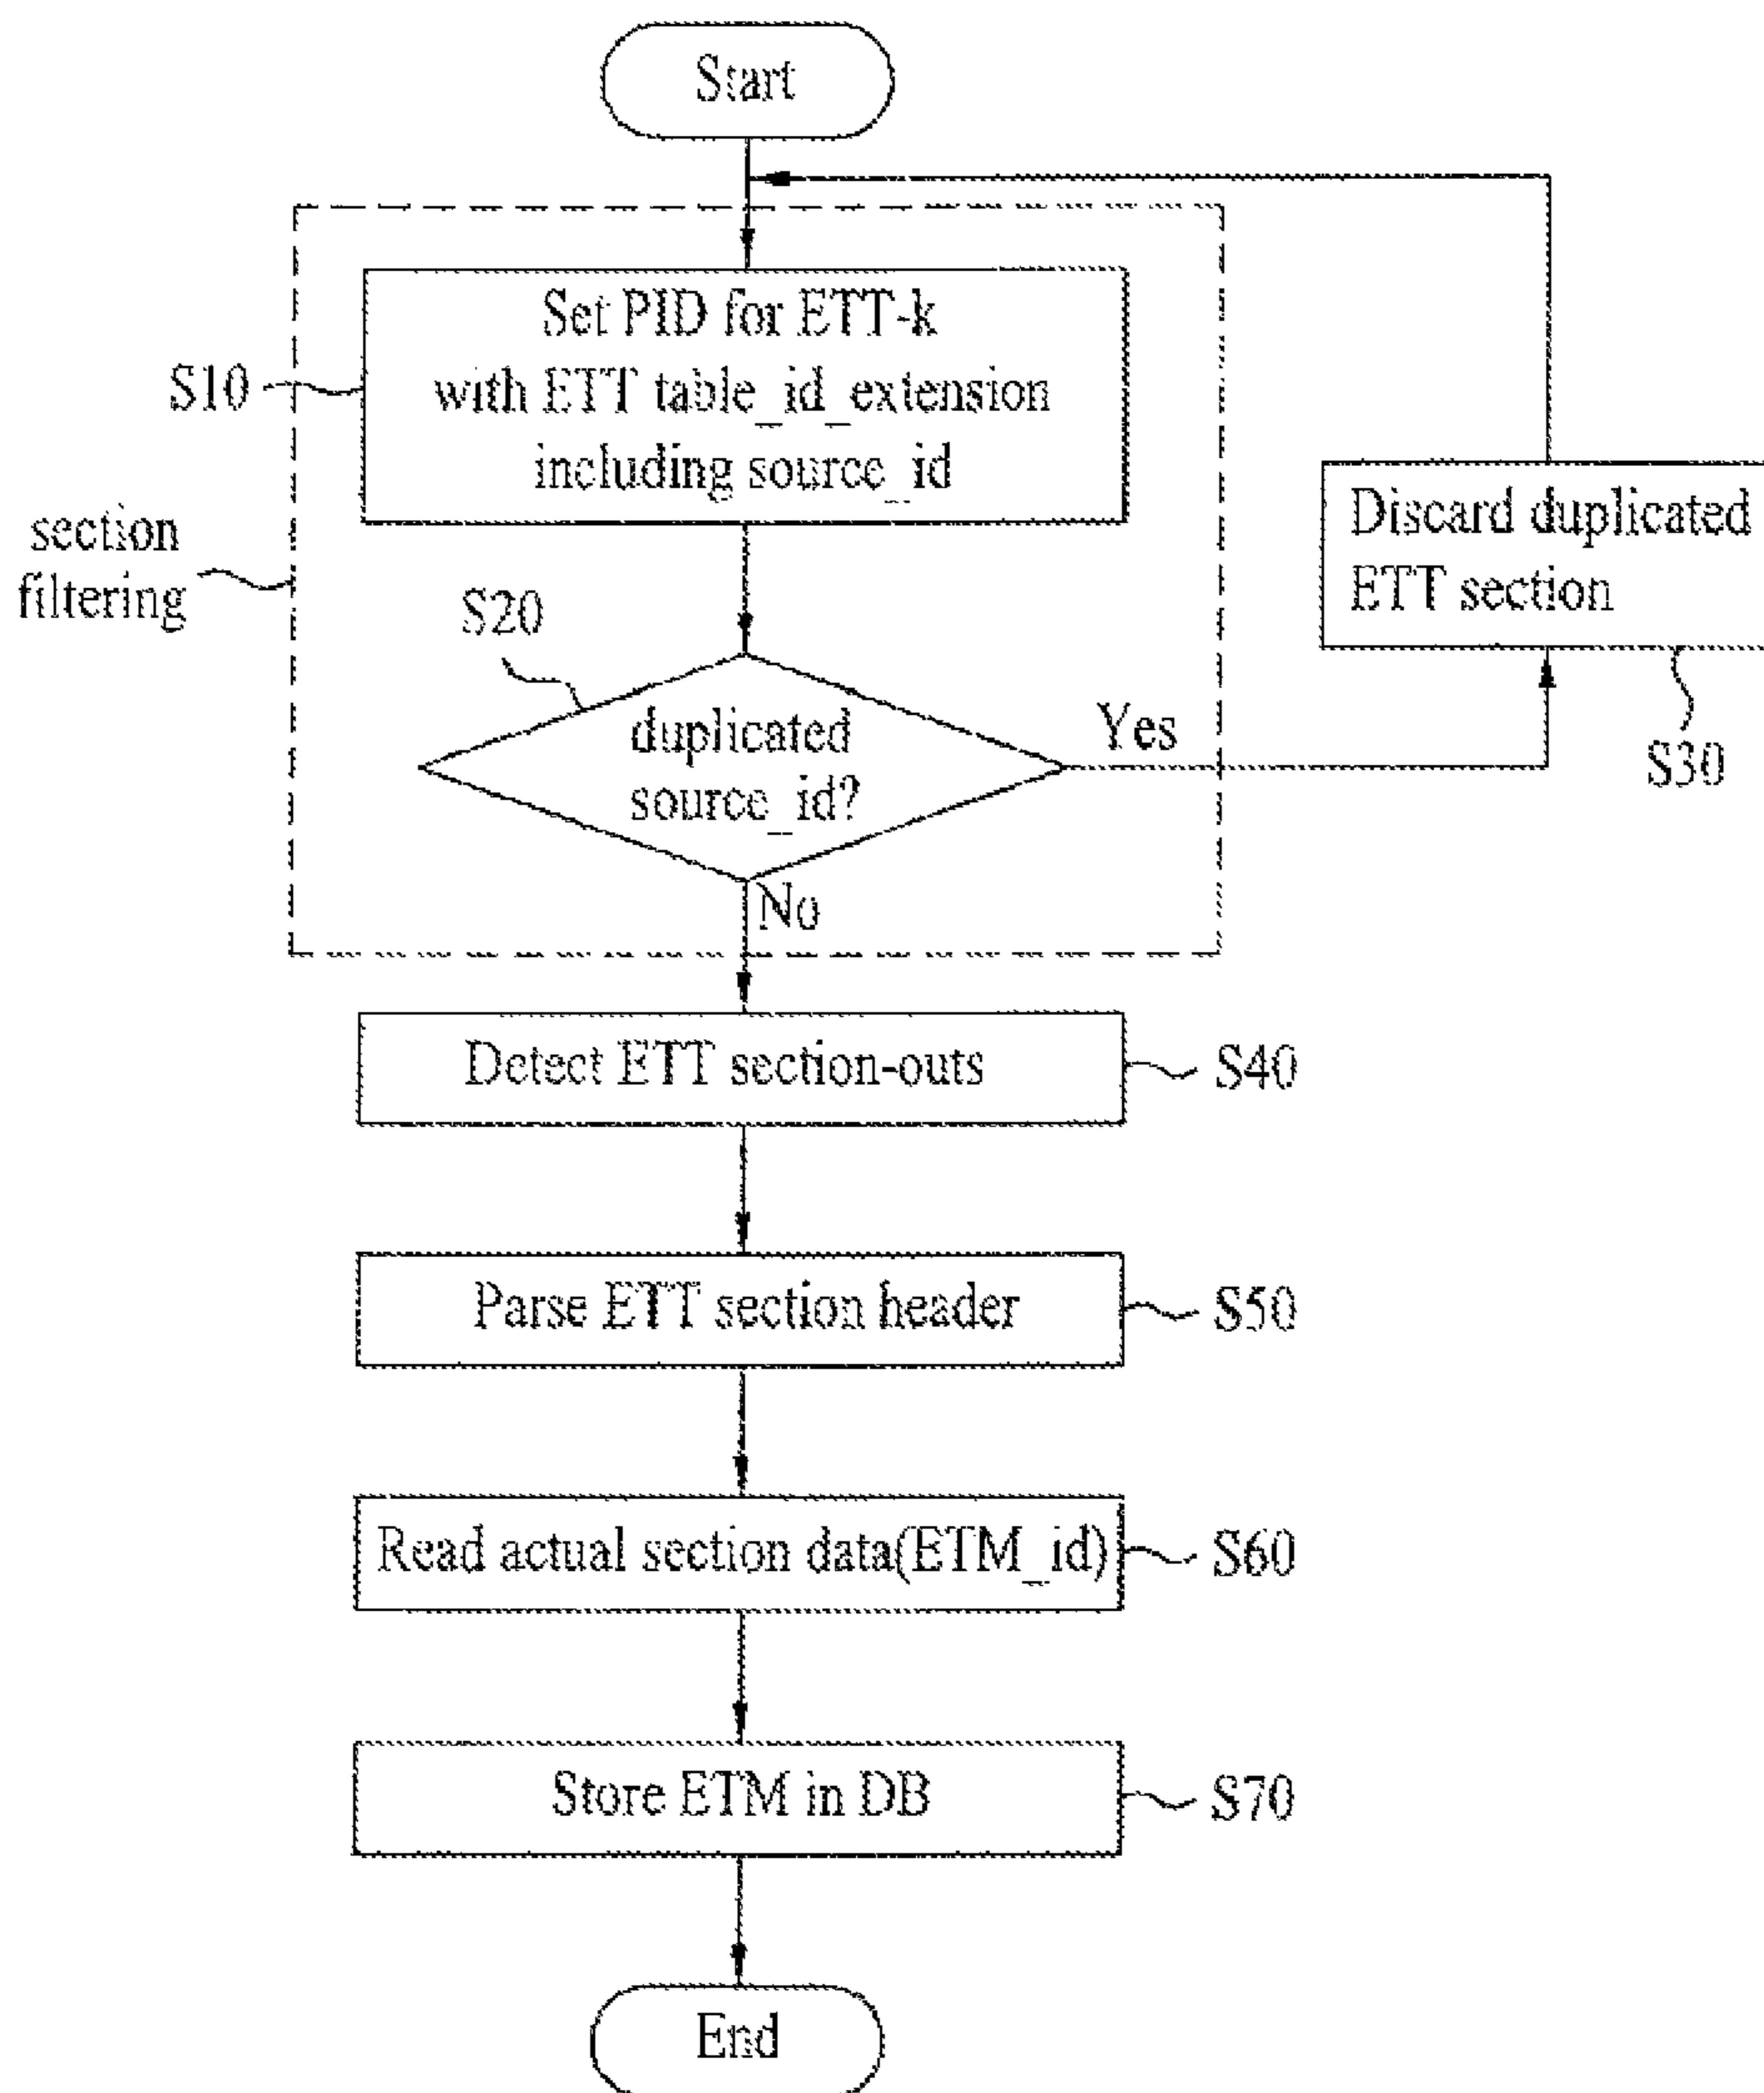 Start
Set PID for ETT-k
with ETT table_id_extension
including source_id
S10
section
filtering
Discard duplicated
ETT section
S30
S20
duplicated
source_id?
Yes
No
Detect ETT section-outs
S40
Parse ETT section header
S50
Read actual section data(ETM_id)
S60
Store ETM in DB
S70
End